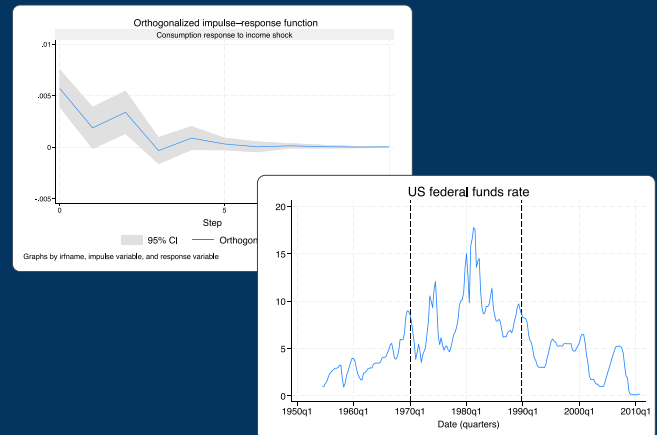 Orthogonalized impulse–response function
Consumption response to income shock
.01
.005
0
-.005
0
5
Step
95% CI
Graphs by irfname, impulse variable, and response variable
US federal funds rate
20
15
10
5
0
1950q1 1960q1 1970q1 1980q1 1990q1 2000q1 2010q1
Date (quarters)